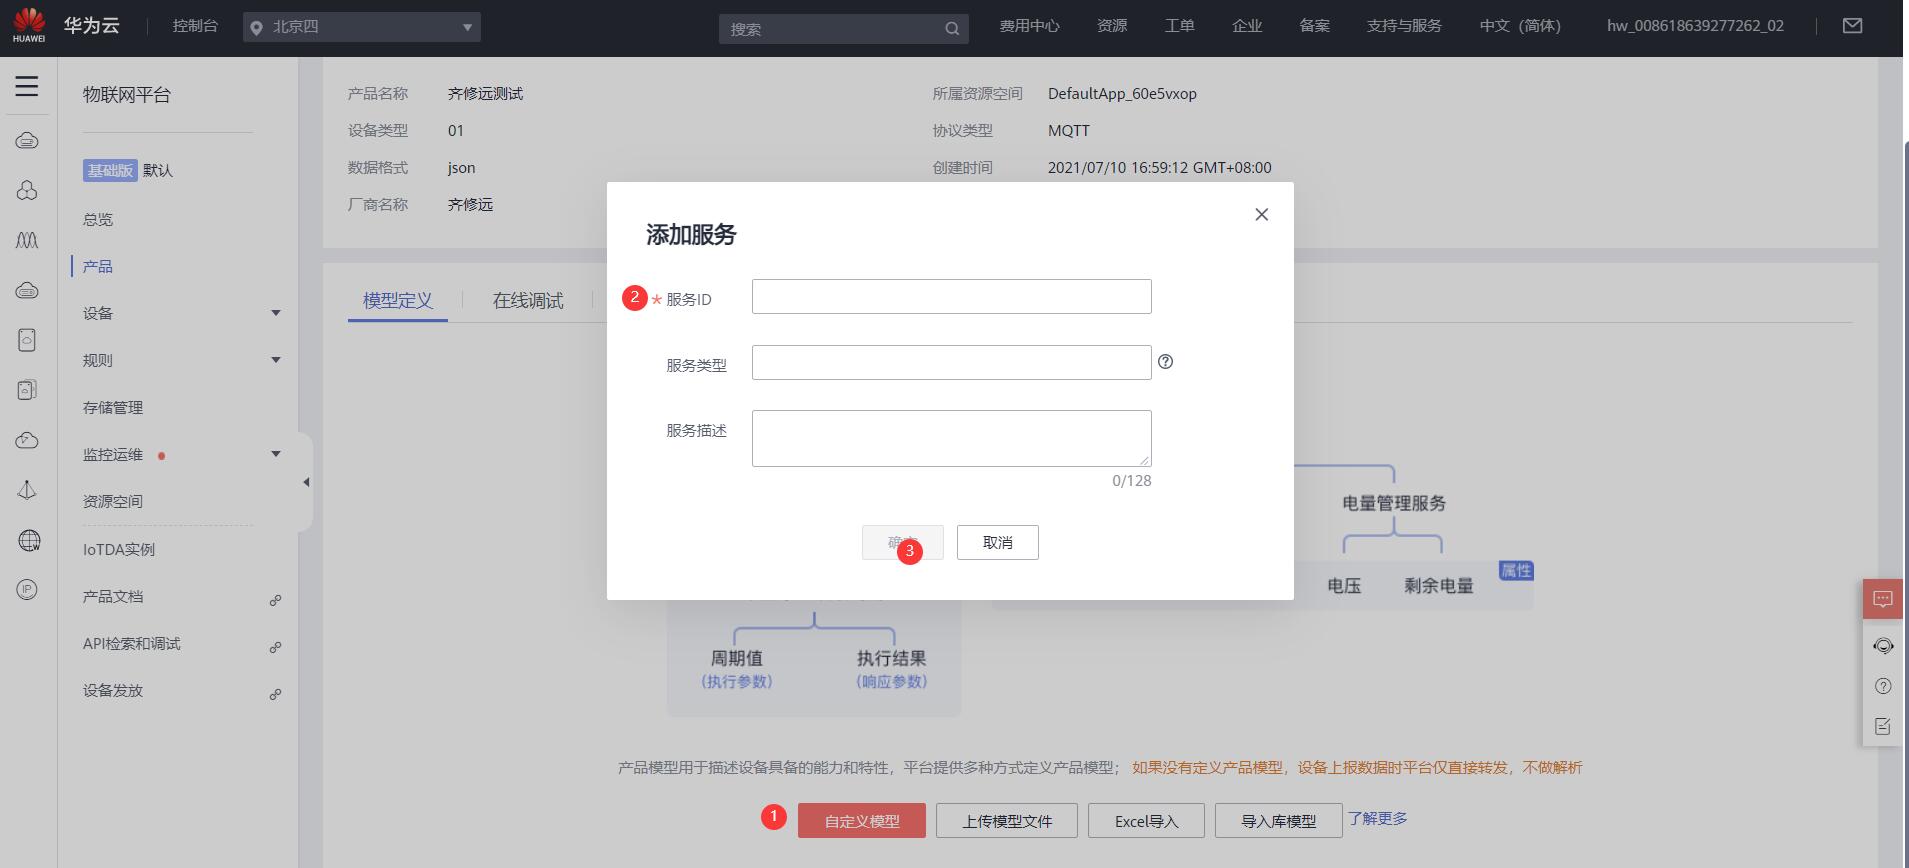 HUAWEI 华为云 控制台 北京四 搜索 费用中心 资源 工单 企业 备案 支持与服务 中文（简体） hw_008618639277262_02
物联网平台
基础版 默认
总览
产品
设备
规则
存储管理
监控运维
资源空间
IoTDA实例
产品文档
API检索和调试
设备发放
产品名称 齐修远测试 所属资源空间 DefaultApp_60e5vxop
设备类型 01 协议类型 MQTT
数据格式 json 创建时间 2021/07/10 16:59:12 GMT+08:00
厂商名称 齐修远
模型定义 在线调试
添加服务
2 * 服务ID
服务类型
服务描述
0/128
3 取消
电量管理服务
电压 剩余电量 属性
周期值 执行结果
(执行参数) (响应参数)
产品模型用于描述设备具备的能力和特性，平台提供多种方式定义产品模型； 如果没有定义产品模型，设备上报数据时平台仅直接转发，不做解析
1 自定义模型 上传模型文件 Excel导入 导入库模型 了解更多
IP
W